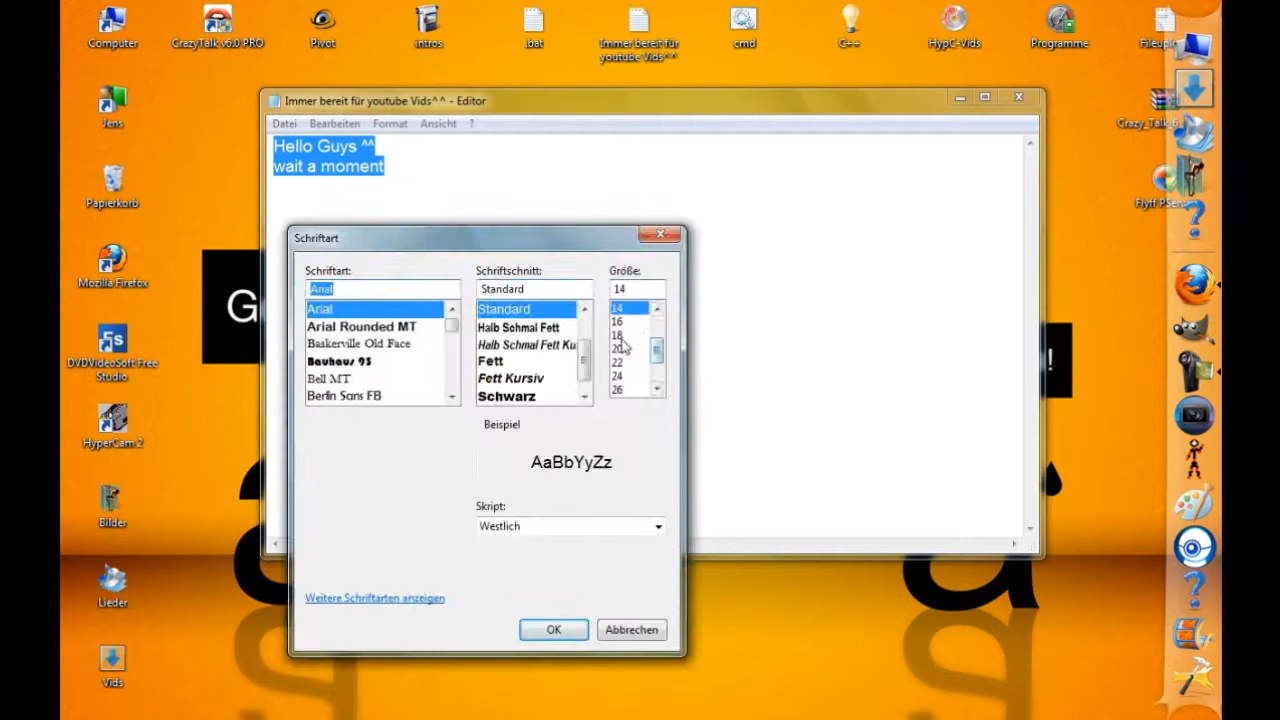 Computer
CrazyTalk v6.0 PRO
Pivot
intros
.bat
Immer bereit für
youtube Vids^^
cmd
C++
HypC-Vids
Programme
Jens
Papierkorb
Mozilla Firefox
DVDVideoSoft Free
Studio
HyperCam 2
Bilder
Lieder
Vids
Immer bereit für youtube Vids^^ - Editor
Datei Bearbeiten Format Ansicht ?
Hello Guys ^^
wait a moment
Schriftart
Schriftart: Schriftschnitt: Größe:
Arial Standard 14
Arial Standard 14
Arial Rounded MT Halb Schmal Fett 16
Baskerville Old Face Halb Schmal Fett Ku 18
Bauhaus 93 Fett 20
Bell MT Fett Kursiv 22
Berlin Sans FB Schwarz 24
26
Beispiel
AaBbYyZz
Skript:
Westlich
Weitere Schriftarten anzeigen
OK Abbrechen
G
!